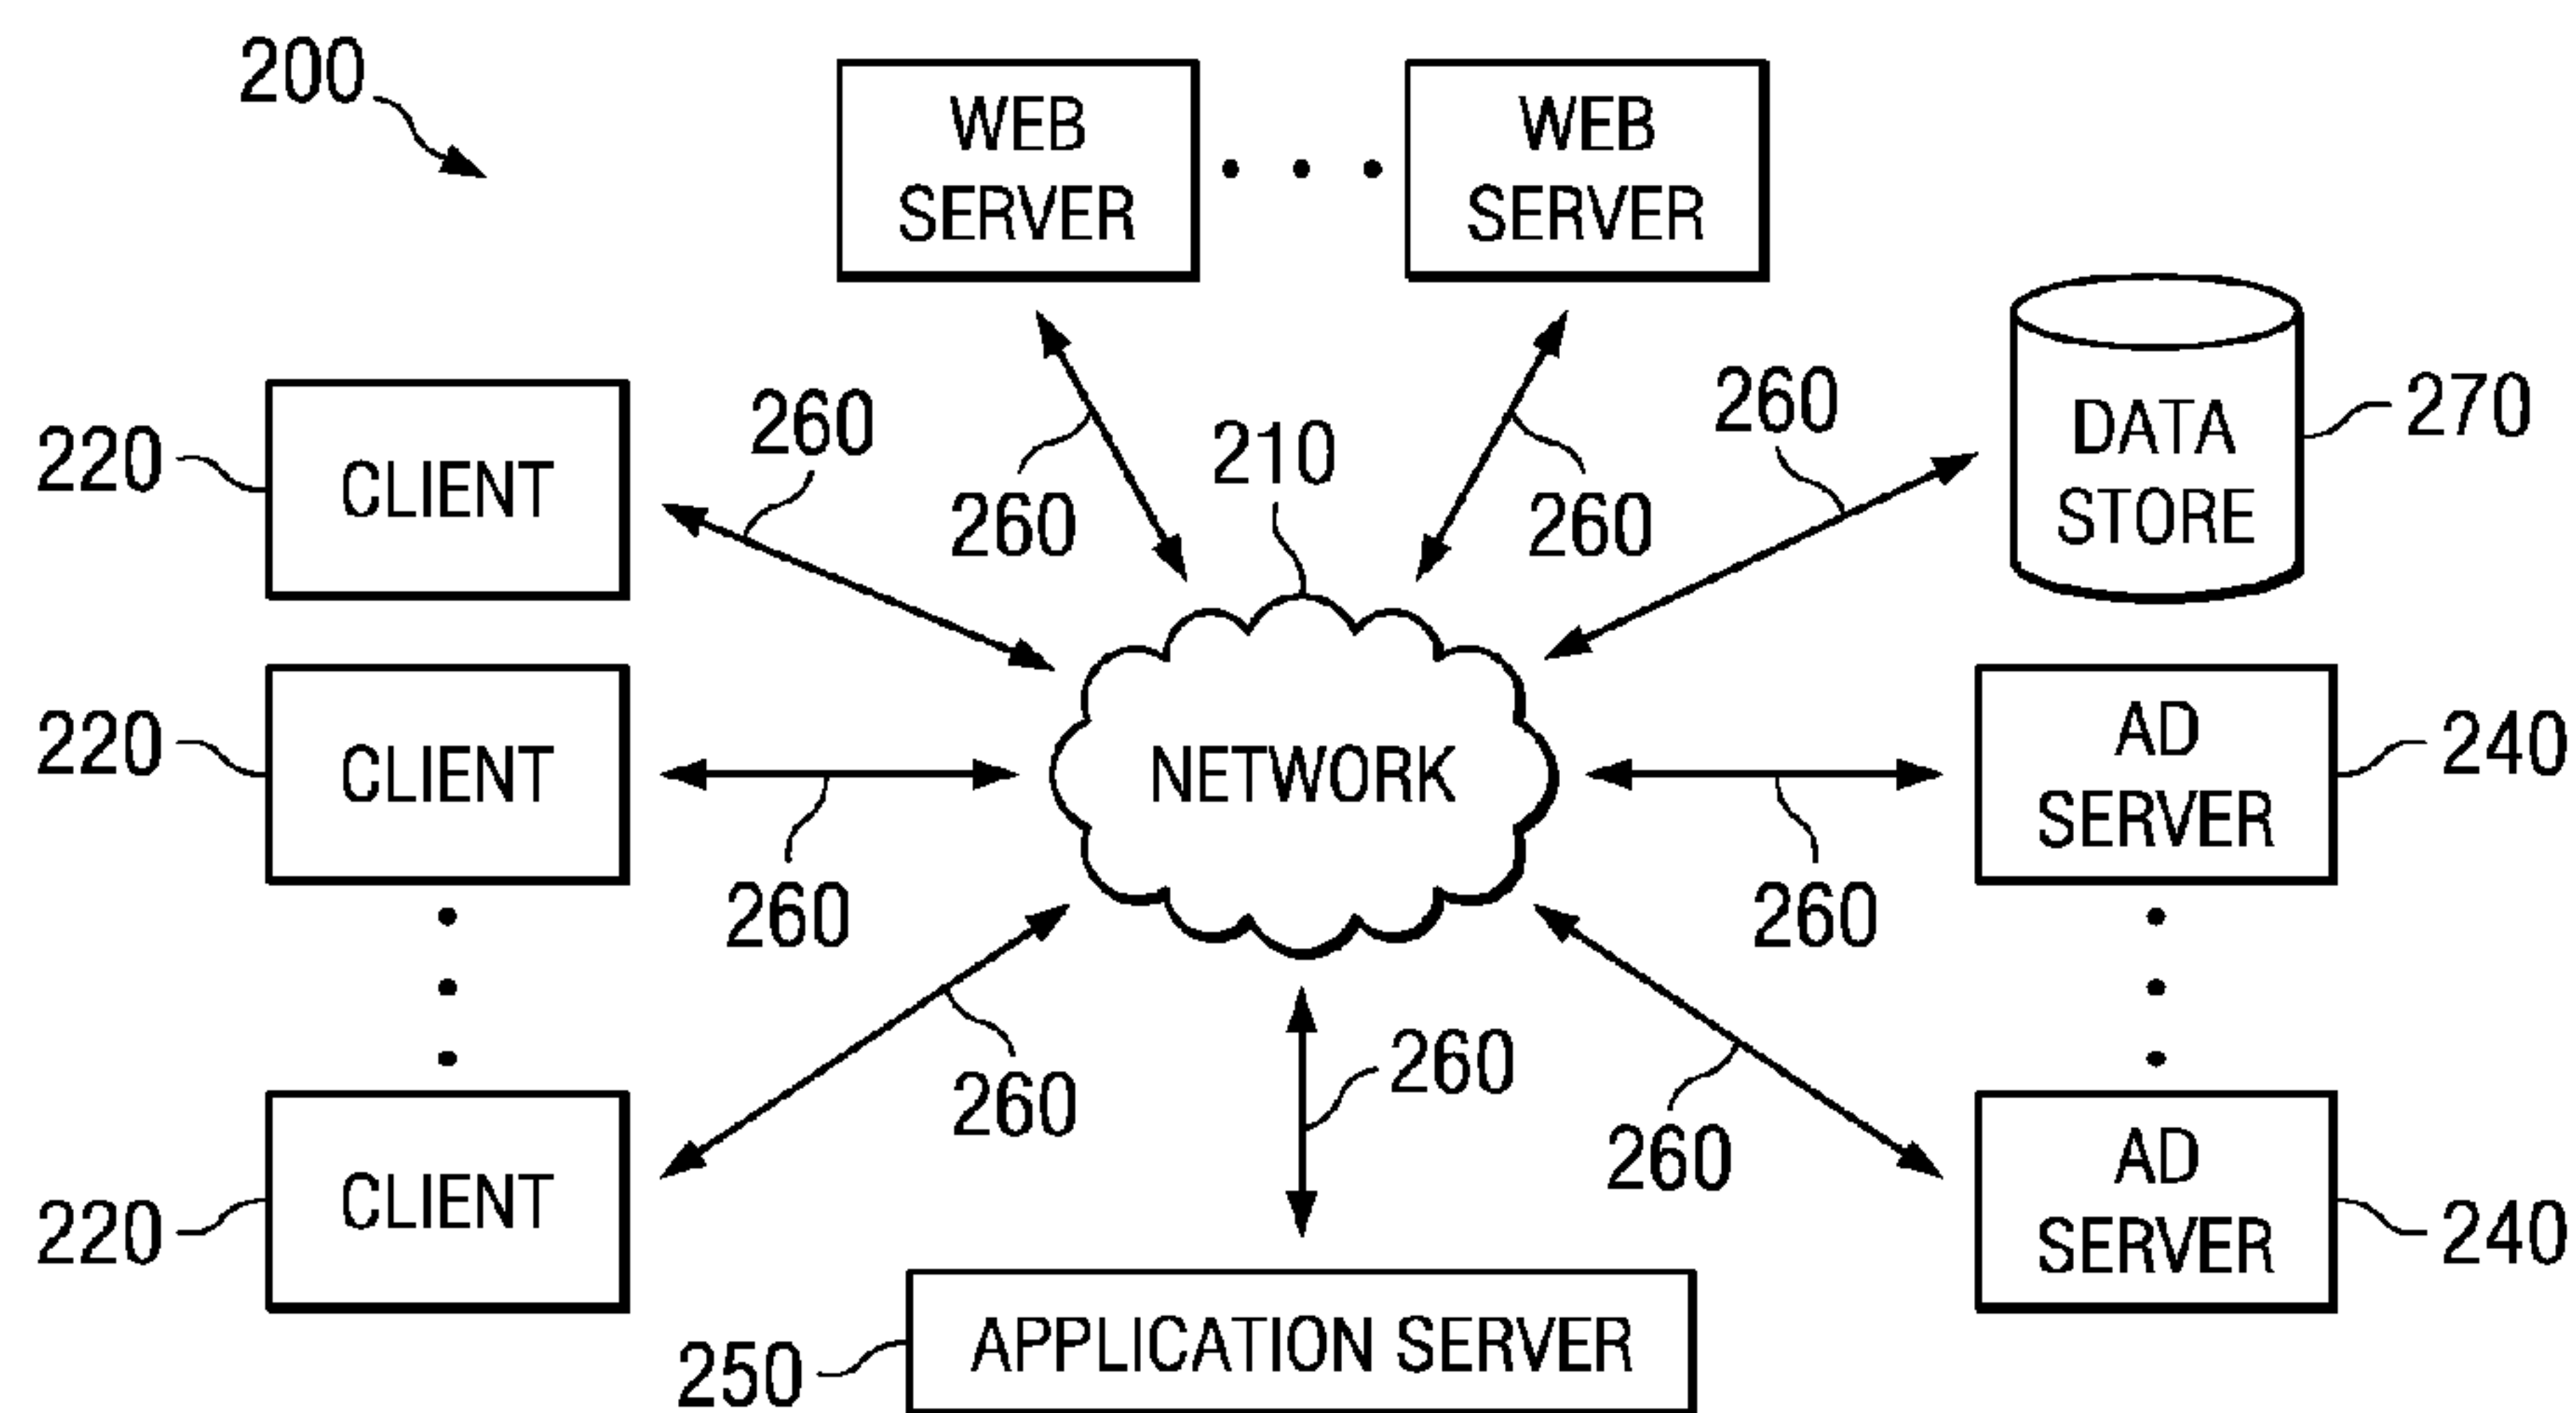 200
WEB
SERVER
WEB
SERVER
220
CLIENT
260
260
210
260
260
DATA
STORE
270
220
CLIENT
260
NETWORK
260
AD
SERVER
240
220
CLIENT
260
260
260
AD
SERVER
240
250
APPLICATION SERVER